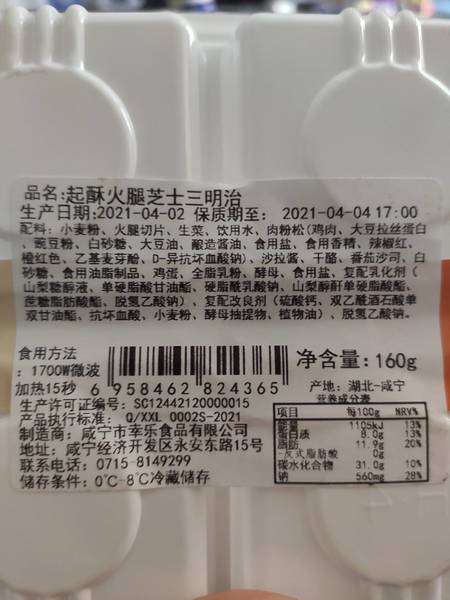 品名:起酥火腿芝士三明治
生产日期:2021-04-02 保质期至: 2021-04-04 17:00
配料: 小麦粉、火腿切片、生菜、饮用水、肉粉松(鸡肉、大豆拉丝蛋白
、豌豆粉、白砂糖、大豆油、酿造酱油、食用盐、食用香精、辣椒红、
橙红色、乙基麦芽酚、D-异抗坏血酸钠)、沙拉酱、干酪、番茄沙司、白
砂糖、食用油脂制品、鸡蛋、全脂乳粉、酵母、食用盐、复配乳化剂(
山梨糖醇液、单硬脂酸甘油酯、硬脂酰乳酸钠、山梨醇酐单硬脂酸酯、
蔗糖脂肪酸酯、脱氢乙酸钠)、复配改良剂(硫酸钙、双乙酰酒石酸单
双甘油酯、抗坏血酸、小麦粉、酵母抽提物、植物油)、脱氢乙酸钠。
食用方法
: 1700W微波
加热15秒
6 958462 824365
净含量: 160g
产地: 湖北-咸宁
生产许可证编号: SC12442120000015
产品执行标准: Q/XXL 0002S-2021
制造商: 咸宁市幸乐食品有限公司
地址: 咸宁经济开发区永安东路15号
联系电话: 0715-8149299
储存条件: 0℃-8℃冷藏储存
营养成分表
项目 每100g NRV%
能量 1105kJ 13%
蛋白质 8.0g 13%
脂肪 11.9g 20%
-反式脂肪酸 0g
碳水化合物 31.0g 10%
钠 560mg 28%